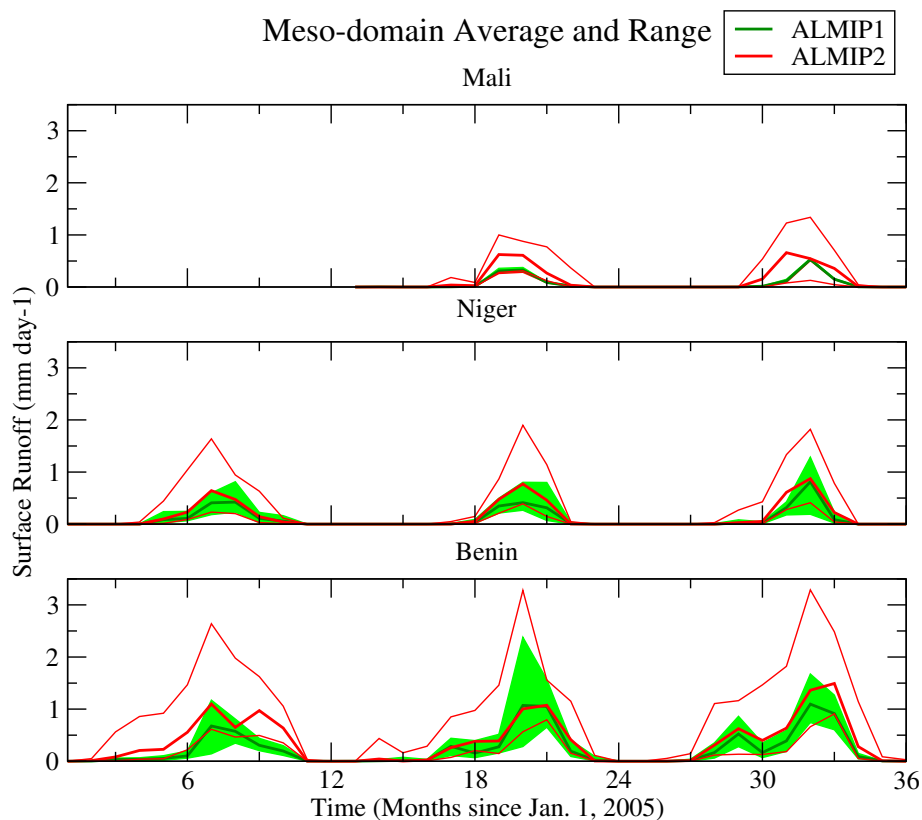 Meso-domain Average and Range
ALMIP1
ALMIP2
Mali
3
2
1
0
Niger
3
2
1
0
Benin
3
2
1
0
6
12
18
24
30
36
Surface Runoff (mm day-1)
Time (Months since Jan. 1, 2005)